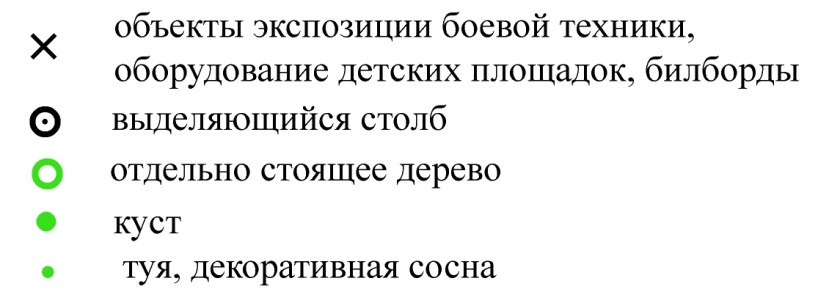 объекты экспозиции боевой техники,
оборудование детских площадок, билборды
выделяющийся столб
отдельно стоящее дерево
куст
туя, декоративная сосна